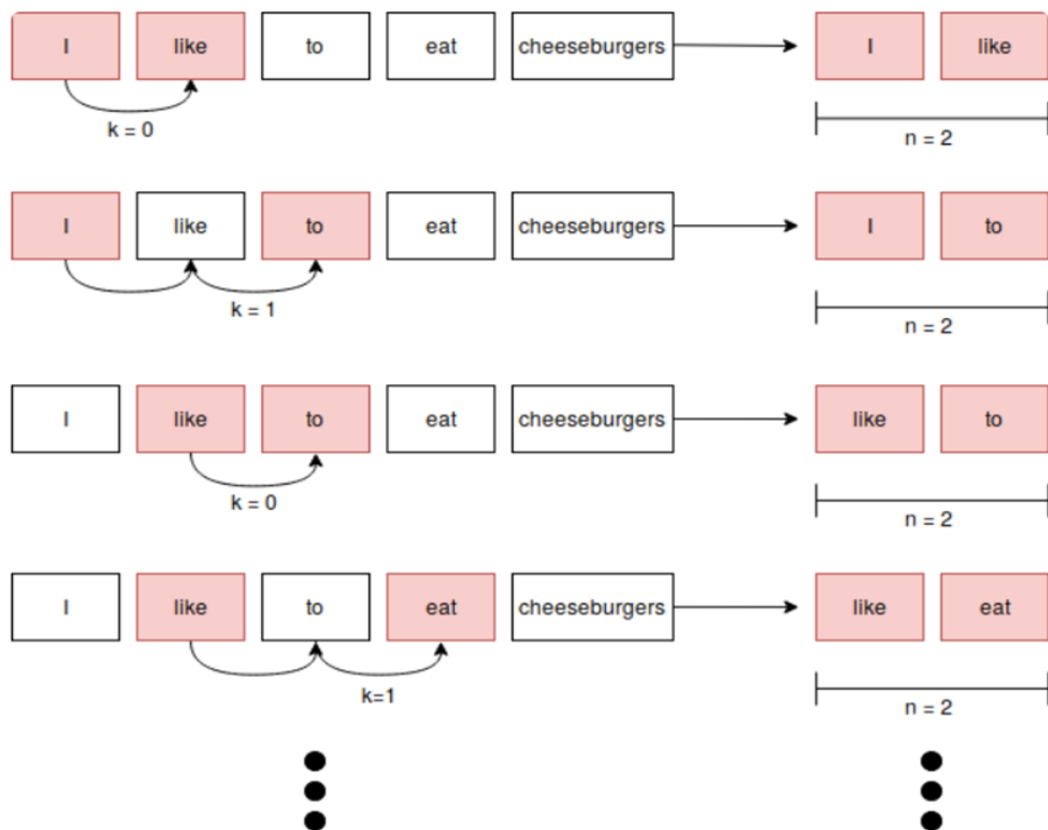 I like to eat cheeseburgers I like
k = 0
n = 2
I like to eat cheeseburgers I to
k = 1
n = 2
I like to eat cheeseburgers like to
k = 0
n = 2
I like to eat cheeseburgers like eat
k=1
n = 2